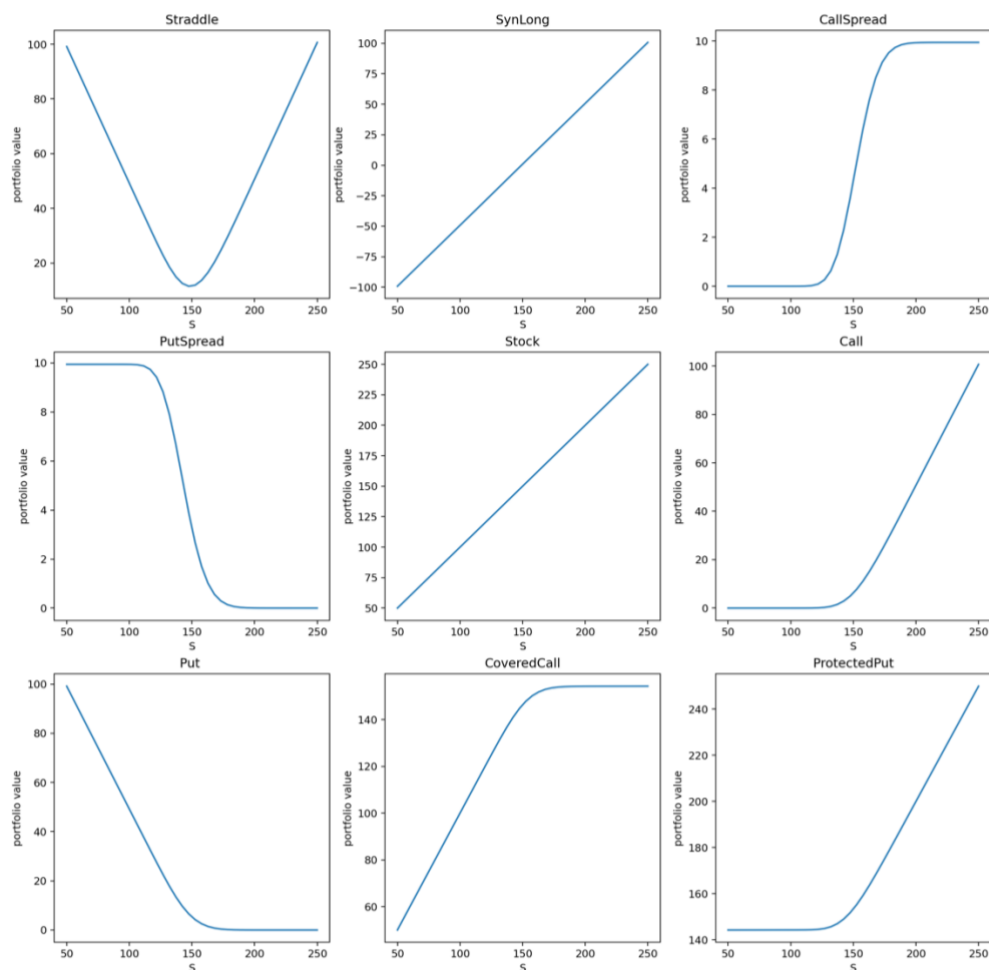 Straddle
SynLong
CallSpread
100
80
60
40
20
portfolio value
50 100 150 200 250
S
100
75
50
25
0
−25
−50
−75
−100
portfolio value
50 100 150 200 250
S
10
8
6
4
2
0
portfolio value
50 100 150 200 250
S
PutSpread
Stock
Call
10
8
6
4
2
0
portfolio value
50 100 150 200 250
S
250
225
200
175
150
125
100
75
50
portfolio value
50 100 150 200 250
S
100
80
60
40
20
0
portfolio value
50 100 150 200 250
S
Put
CoveredCall
ProtectedPut
100
80
60
40
20
0
portfolio value
50 100 150 200 250
S
140
120
100
80
60
portfolio value
50 100 150 200 250
S
240
220
200
180
160
140
portfolio value
50 100 150 200 250
S